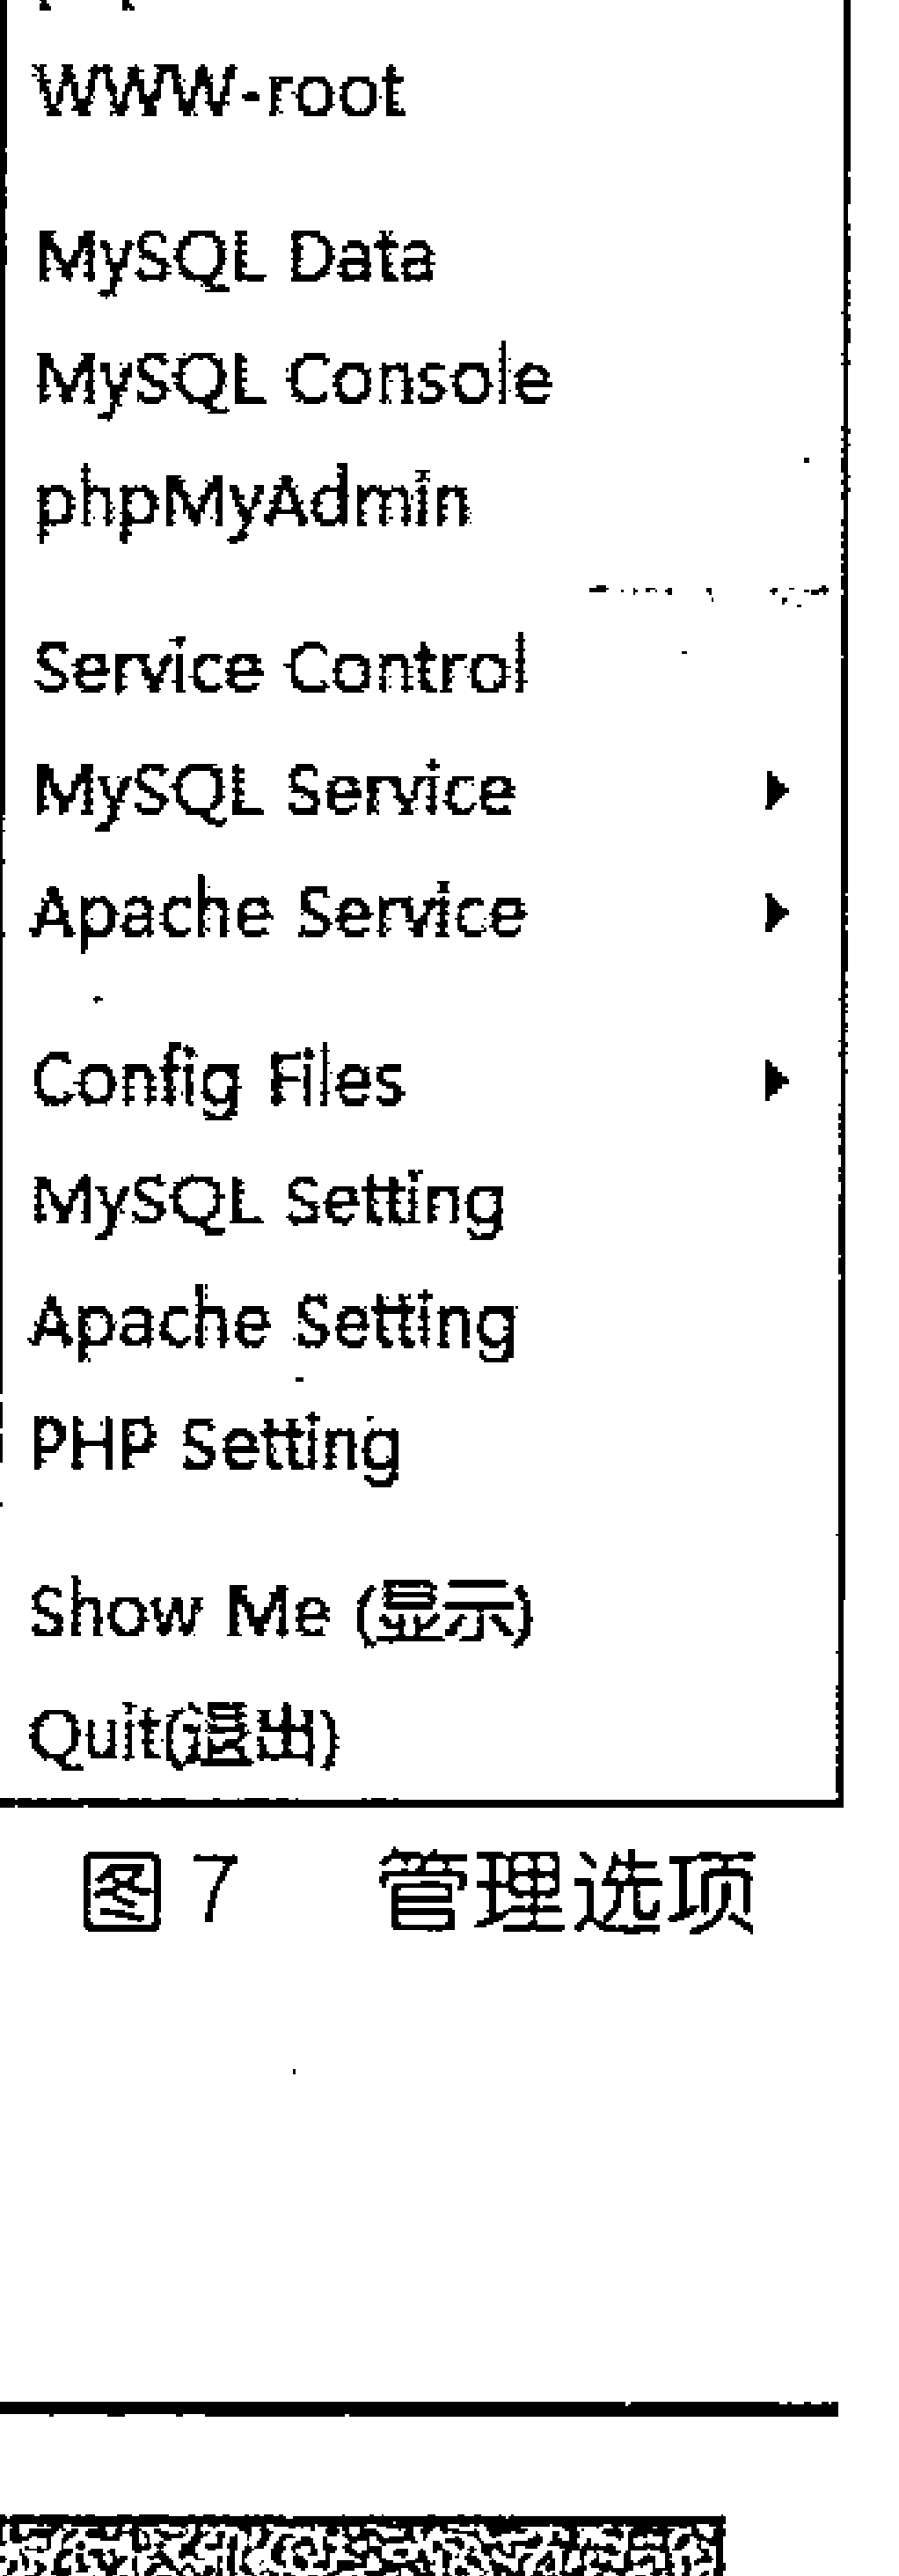 WWW-root
MySQL Data
MySQL Console
phpMyAdmin
Service Control
MySQL Service
Apache Service
Config Files
MySQL Setting
Apache Setting
PHP Setting
Show Me (显示)
Quit(退出)
图 7 管理选项